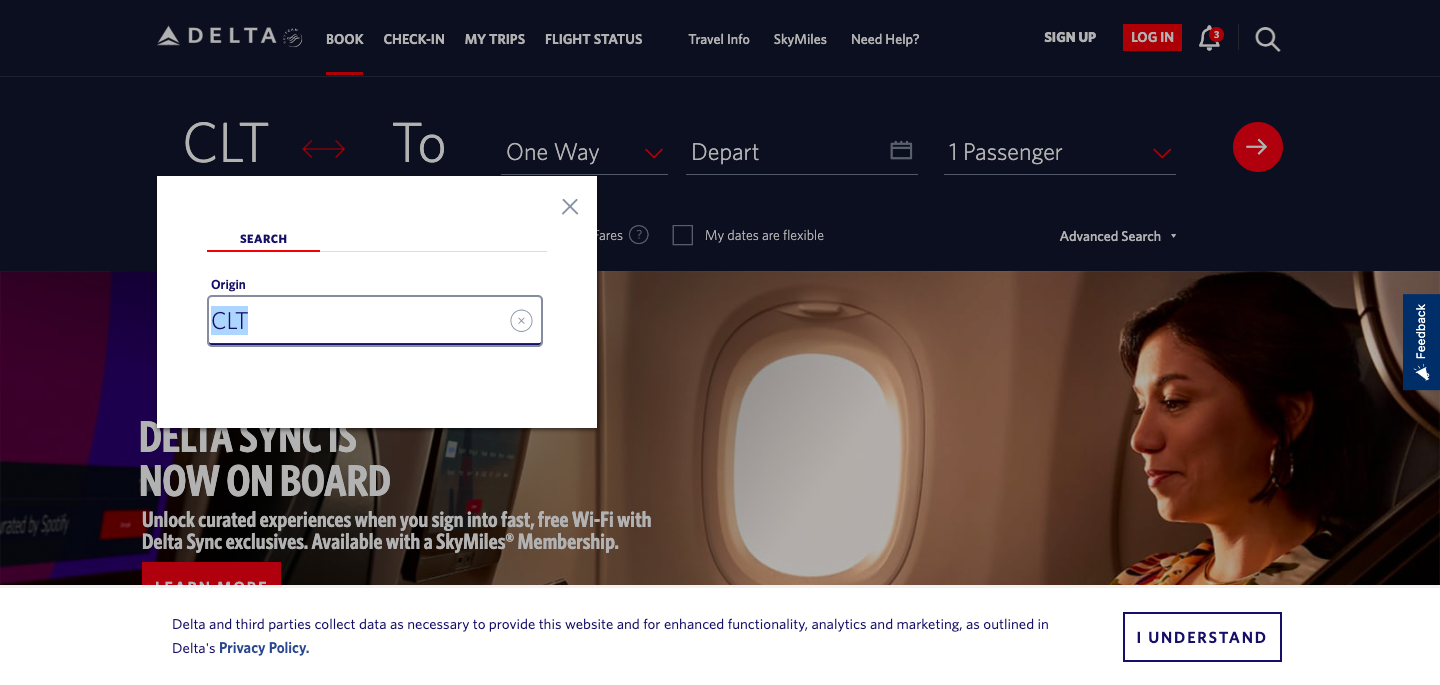 DELTA
BOOK
CHECK-IN
MY TRIPS
FLIGHT STATUS
Travel Info
SkyMiles
Need Help?
SIGN UP
LOG IN
3
CLT
To
One Way
Depart
1 Passenger
Fares
?
My dates are flexible
Advanced Search
SEARCH
Origin
CLT
Feedback
DELTA SYNC IS
NOW ON BOARD
Unlock curated experiences when you sign into fast, free Wi-Fi with
Delta Sync exclusives. Available with a SkyMiles® Membership.
LEARN MORE
by Spotify
Delta and third parties collect data as necessary to provide this website and for enhanced functionality, analytics and marketing, as outlined in
Delta's Privacy Policy.
I UNDERSTAND